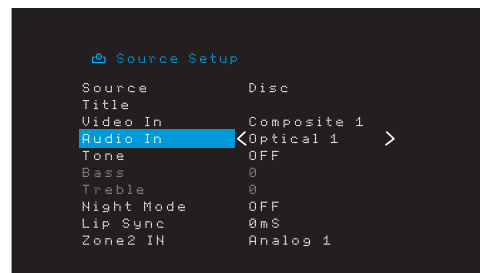 Source Setup
Source Disc
Title
Video In Composite 1
Audio In <Optical 1 >
Tone OFF
Bass 0
Treble 0
Night Mode OFF
Lip Sync 0mS
Zone2 IN Analog 1